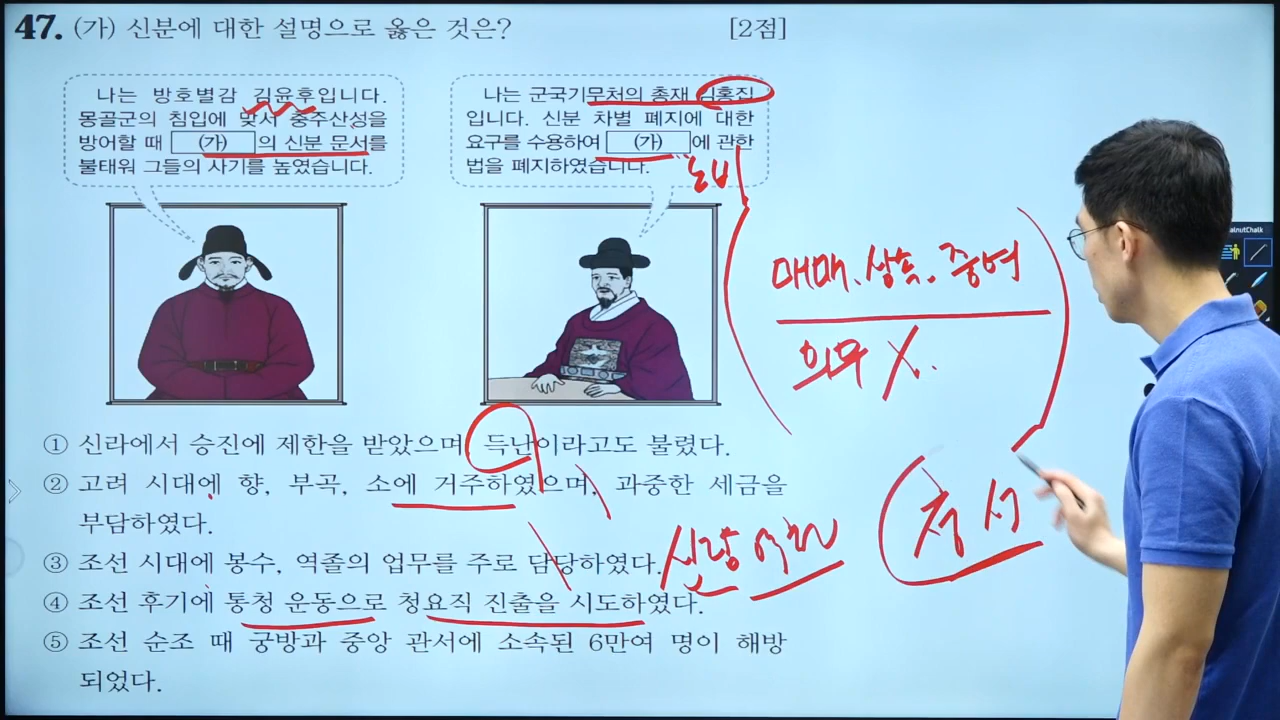 47. (가) 신분에 대한 설명으로 옳은 것은? [2점]
나는 방호별감 김윤후입니다.
몽골군의 침입에 맞서 충주산성을
방어할 때 (가) 의 신분 문서를
불태워 그들의 사기를 높였습니다.
나는 군국기무처의 총재 김홍집
입니다. 신분 차별 폐지에 대한
요구를 수용하여 (가) 에 관한
법을 폐지하였습니다.
노비
매매、상속、증여
의무 X.
① 신라에서 승진에 제한을 받았으며, 득난이라고도 불렸다.
② 고려 시대에 향, 부곡, 소에 거주하였으며, 과중한 세금을
부담하였다.
③ 조선 시대에 봉수, 역졸의 업무를 주로 담당하였다.
④ 조선 후기에 통청 운동으로 청요직 진출을 시도하였다.
⑤ 조선 순조 때 궁방과 중앙 관서에 소속된 6만여 명이 해방
되었다.
신량역천